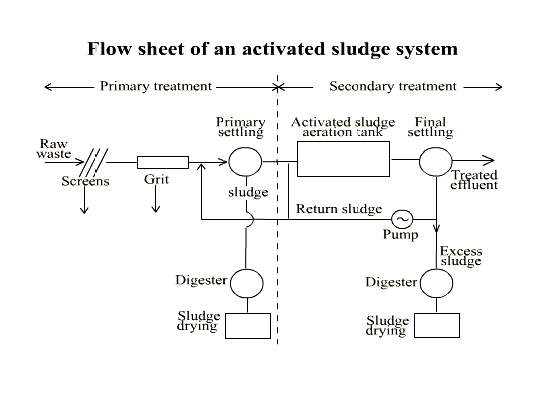 Flow sheet of an activated sludge system
Primary treatment
Secondary treatment
Raw
waste
Screens
Grit
Primary
settling
sludge
Activated sludge
aeration tank
Final
settling
Treated
effluent
Return sludge
Pump
Excess
sludge
Digester
Sludge
drying
Digester
Sludge
drying